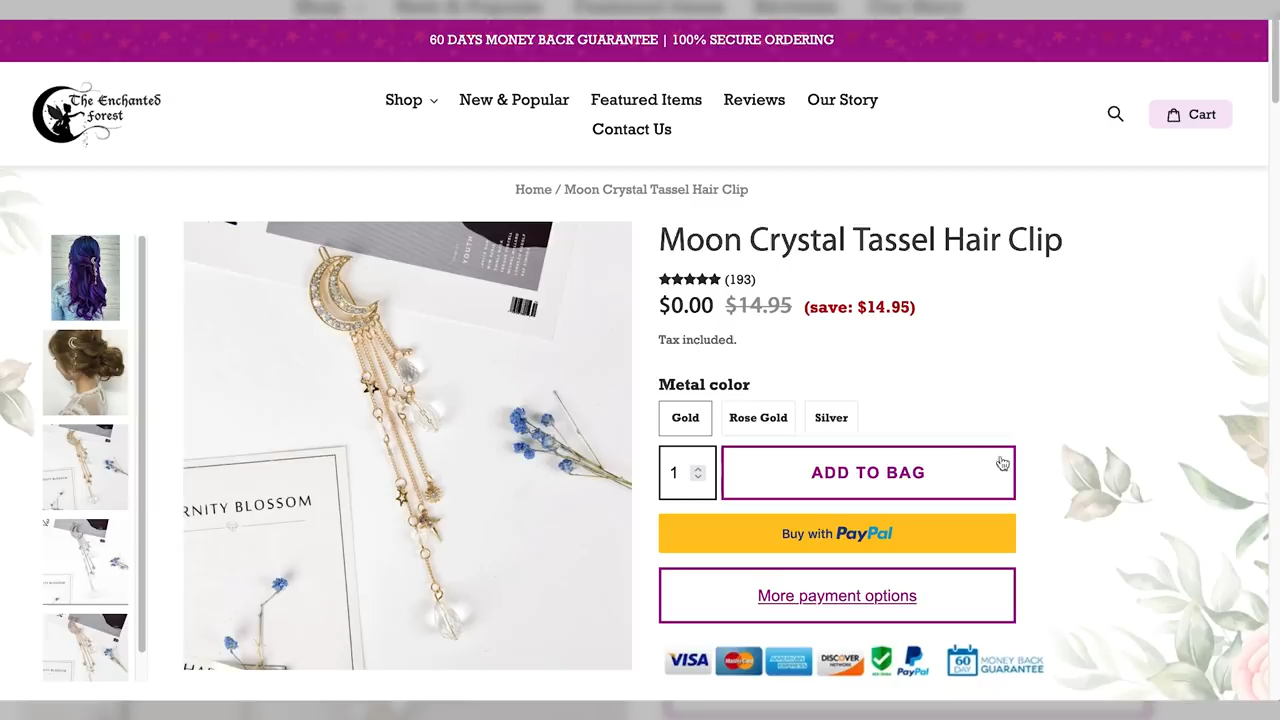 60 DAYS MONEY BACK GUARANTEE | 100% SECURE ORDERING
The Enchanted
Forest
Shop
New & Popular
Featured Items
Reviews
Our Story
Contact Us
Cart
Home / Moon Crystal Tassel Hair Clip
Moon Crystal Tassel Hair Clip
(193)
$0.00 $14.95 (save: $14.95)
Tax included.
Metal color
Gold
Rose Gold
Silver
1
ADD TO BAG
Buy with PayPal
More payment options
VISA
MasterCard
DISCOVER
NETWORK
PayPal
60
DAY
MONEY BACK
GUARANTEE
YOUTH
RNITY BLOSSOM